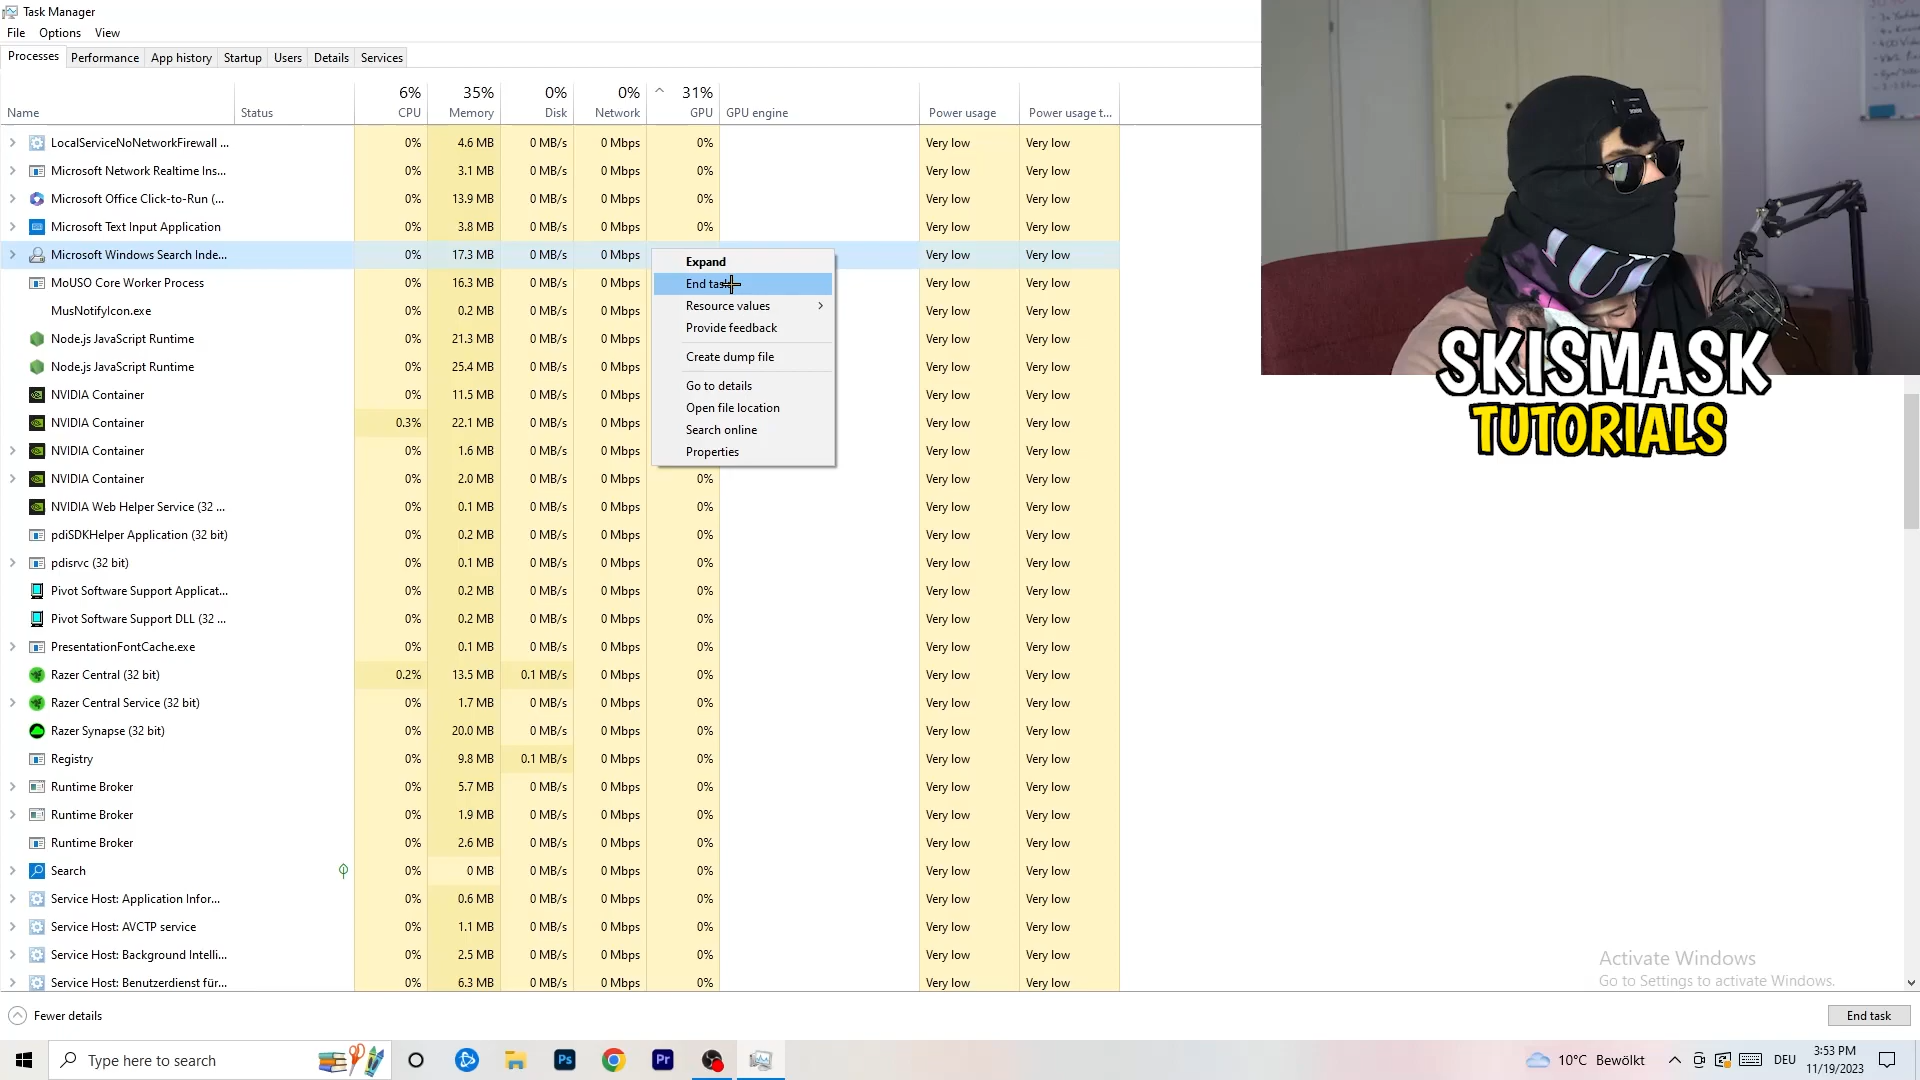 Task Manager
File Options View
Processes Performance App history Startup Users Details Services
6% 35% 0% 0% 31%
Name Status CPU Memory Disk Network GPU GPU engine Power usage Power usage t...
LocalServiceNoNetworkFirewall ... 0% 4.6 MB 0 MB/s 0 Mbps 0% Very low Very low
Microsoft Network Realtime Ins... 0% 3.1 MB 0 MB/s 0 Mbps 0% Very low Very low
Microsoft Office Click-to-Run (... 0% 13.9 MB 0 MB/s 0 Mbps 0% Very low Very low
Microsoft Text Input Application 0% 3.8 MB 0 MB/s 0 Mbps 0% Very low Very low
Microsoft Windows Search Inde... 0% 17.3 MB 0 MB/s 0 Mbps Very low Very low
MoUSO Core Worker Process 0% 16.3 MB 0 MB/s 0 Mbps Very low Very low
MusNotifyIcon.exe 0% 0.2 MB 0 MB/s 0 Mbps Very low Very low
Node.js JavaScript Runtime 0% 21.3 MB 0 MB/s 0 Mbps Very low Very low
Node.js JavaScript Runtime 0% 25.4 MB 0 MB/s 0 Mbps Very low Very low
NVIDIA Container 0% 11.5 MB 0 MB/s 0 Mbps Very low Very low
NVIDIA Container 0.3% 22.1 MB 0 MB/s 0 Mbps Very low Very low
NVIDIA Container 0% 1.6 MB 0 MB/s 0 Mbps Very low Very low
NVIDIA Container 0% 2.0 MB 0 MB/s 0 Mbps 0% Very low Very low
NVIDIA Web Helper Service (32 ... 0% 0.1 MB 0 MB/s 0 Mbps 0% Very low Very low
pdiSDKHelper Application (32 bit) 0% 0.2 MB 0 MB/s 0 Mbps 0% Very low Very low
pdisrvc (32 bit) 0% 0.1 MB 0 MB/s 0 Mbps 0% Very low Very low
Pivot Software Support Applicat... 0% 0.2 MB 0 MB/s 0 Mbps 0% Very low Very low
Pivot Software Support DLL (32 ... 0% 0.2 MB 0 MB/s 0 Mbps 0% Very low Very low
PresentationFontCache.exe 0% 0.1 MB 0 MB/s 0 Mbps 0% Very low Very low
Razer Central (32 bit) 0.2% 13.5 MB 0.1 MB/s 0 Mbps 0% Very low Very low
Razer Central Service (32 bit) 0% 1.7 MB 0 MB/s 0 Mbps 0% Very low Very low
Razer Synapse (32 bit) 0% 20.0 MB 0 MB/s 0 Mbps 0% Very low Very low
Registry 0% 9.8 MB 0.1 MB/s 0 Mbps 0% Very low Very low
Runtime Broker 0% 5.7 MB 0 MB/s 0 Mbps 0% Very low Very low
Runtime Broker 0% 1.9 MB 0 MB/s 0 Mbps 0% Very low Very low
Runtime Broker 0% 2.6 MB 0 MB/s 0 Mbps 0% Very low Very low
Search 0% 0 MB 0 MB/s 0 Mbps 0% Very low Very low
Service Host: Application Infor... 0% 0.6 MB 0 MB/s 0 Mbps 0% Very low Very low
Service Host: AVCTP service 0% 1.1 MB 0 MB/s 0 Mbps 0% Very low Very low
Service Host: Background Intelli... 0% 2.5 MB 0 MB/s 0 Mbps 0% Very low Very low
Service Host: Benutzerdienst für... 0% 6.3 MB 0 MB/s 0 Mbps 0% Very low Very low
Expand
End task
Resource values
Provide feedback
Create dump file
Go to details
Open file location
Search online
Properties
SKISMASK
TUTORIALS
Activate Windows
Go to Settings to activate Windows.
Fewer details End task
Type here to search Ps Pr 10°C Bewölkt DEU 3:53 PM
11/19/2023